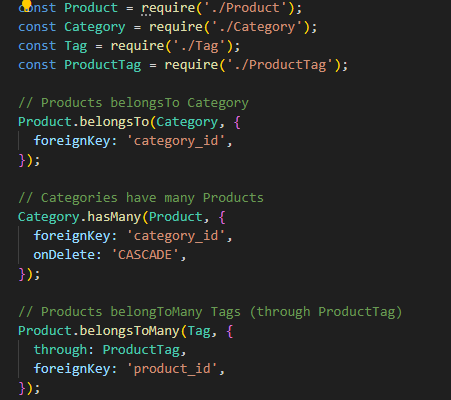 const Product = require('./Product');
const Category = require('./Category');
const Tag = require('./Tag');
const ProductTag = require('./ProductTag');
// Products belongsTo Category
Product.belongsTo(Category, {
foreignKey: 'category_id',
});
// Categories have many Products
Category.hasMany(Product, {
foreignKey: 'category_id',
onDelete: 'CASCADE',
});
// Products belongToMany Tags (through ProductTag)
Product.belongsToMany(Tag, {
through: ProductTag,
foreignKey: 'product_id',
});